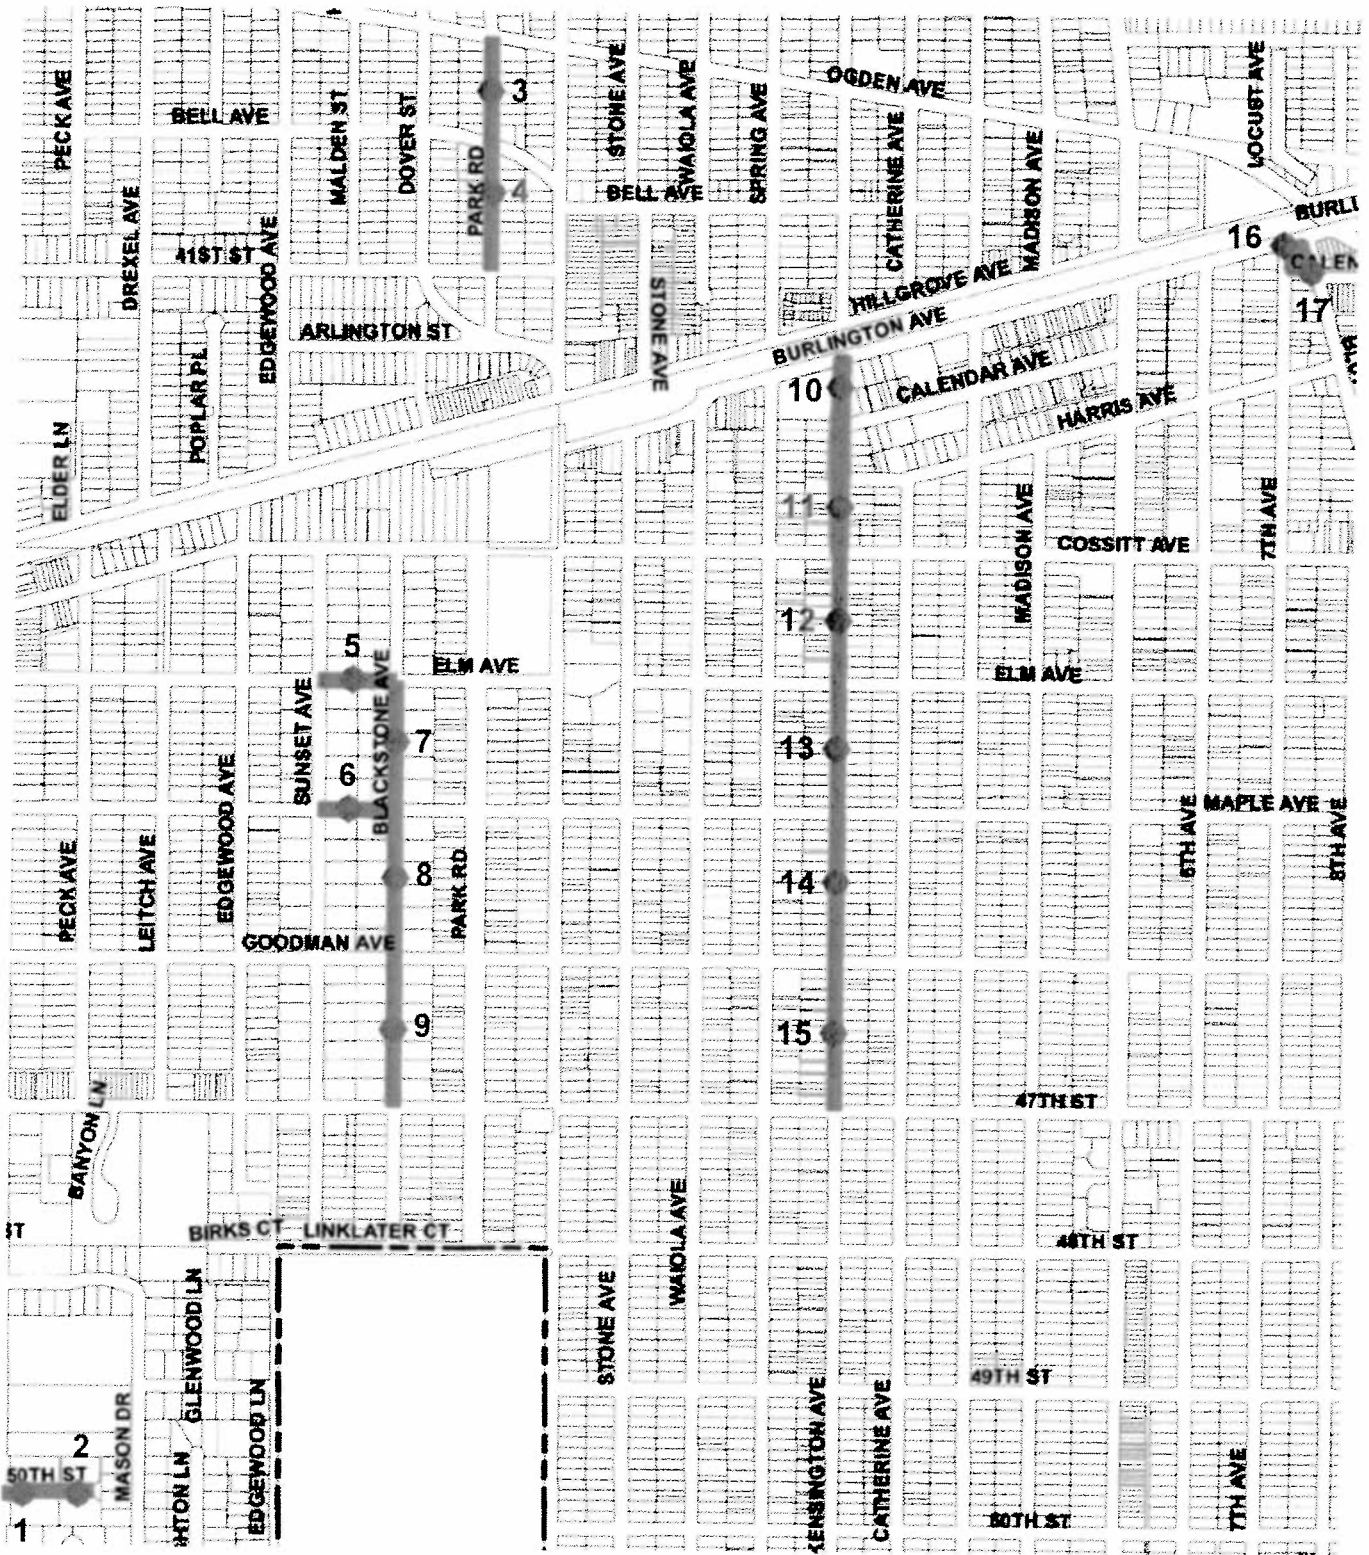 3
OGDEN AVE
PECK AVE
BELL AVE
MALDEN ST
DOVER ST
STONE AVE
WAIOLA AVE
SPRING AVE
CATHERINE AVE
MADISON AVE
LOCUST AVE
PARK RD
4
BELL AVE
DREXEL AVE
41ST ST
EDGEWOOD AVE
BURLI
16
CALEN
17
HILLGROVE AVE
STONE AVE
ARLINGTON ST
BURLINGTON AVE
POPLAR PL
10
CALENDAR AVE
HARRIS AVE
ELDER LN
11
MADISON AVE
COSSITT AVE
7TH AVE
12
5
ELM AVE
ELM AVE
SUNSET AVE
BLACKSTONE AVE
7
13
6
EDGEWOOD AVE
6TH AVE
MAPLE AVE
8TH AVE
PECK AVE
LEITCH AVE
8
PARK RD
14
GOODMAN AVE
9
15
47TH ST
BANYON LN
ST
BIRKS CT
LINKLATER CT
WAIOLA AVE
48TH ST
GLENWOOD LN
STONE AVE
49TH ST
MASON DR
EDGEWOOD LN
KENSINGTON AVE
CATHERINE AVE
2
50TH ST
HTON LN
7TH AVE
1
50TH ST